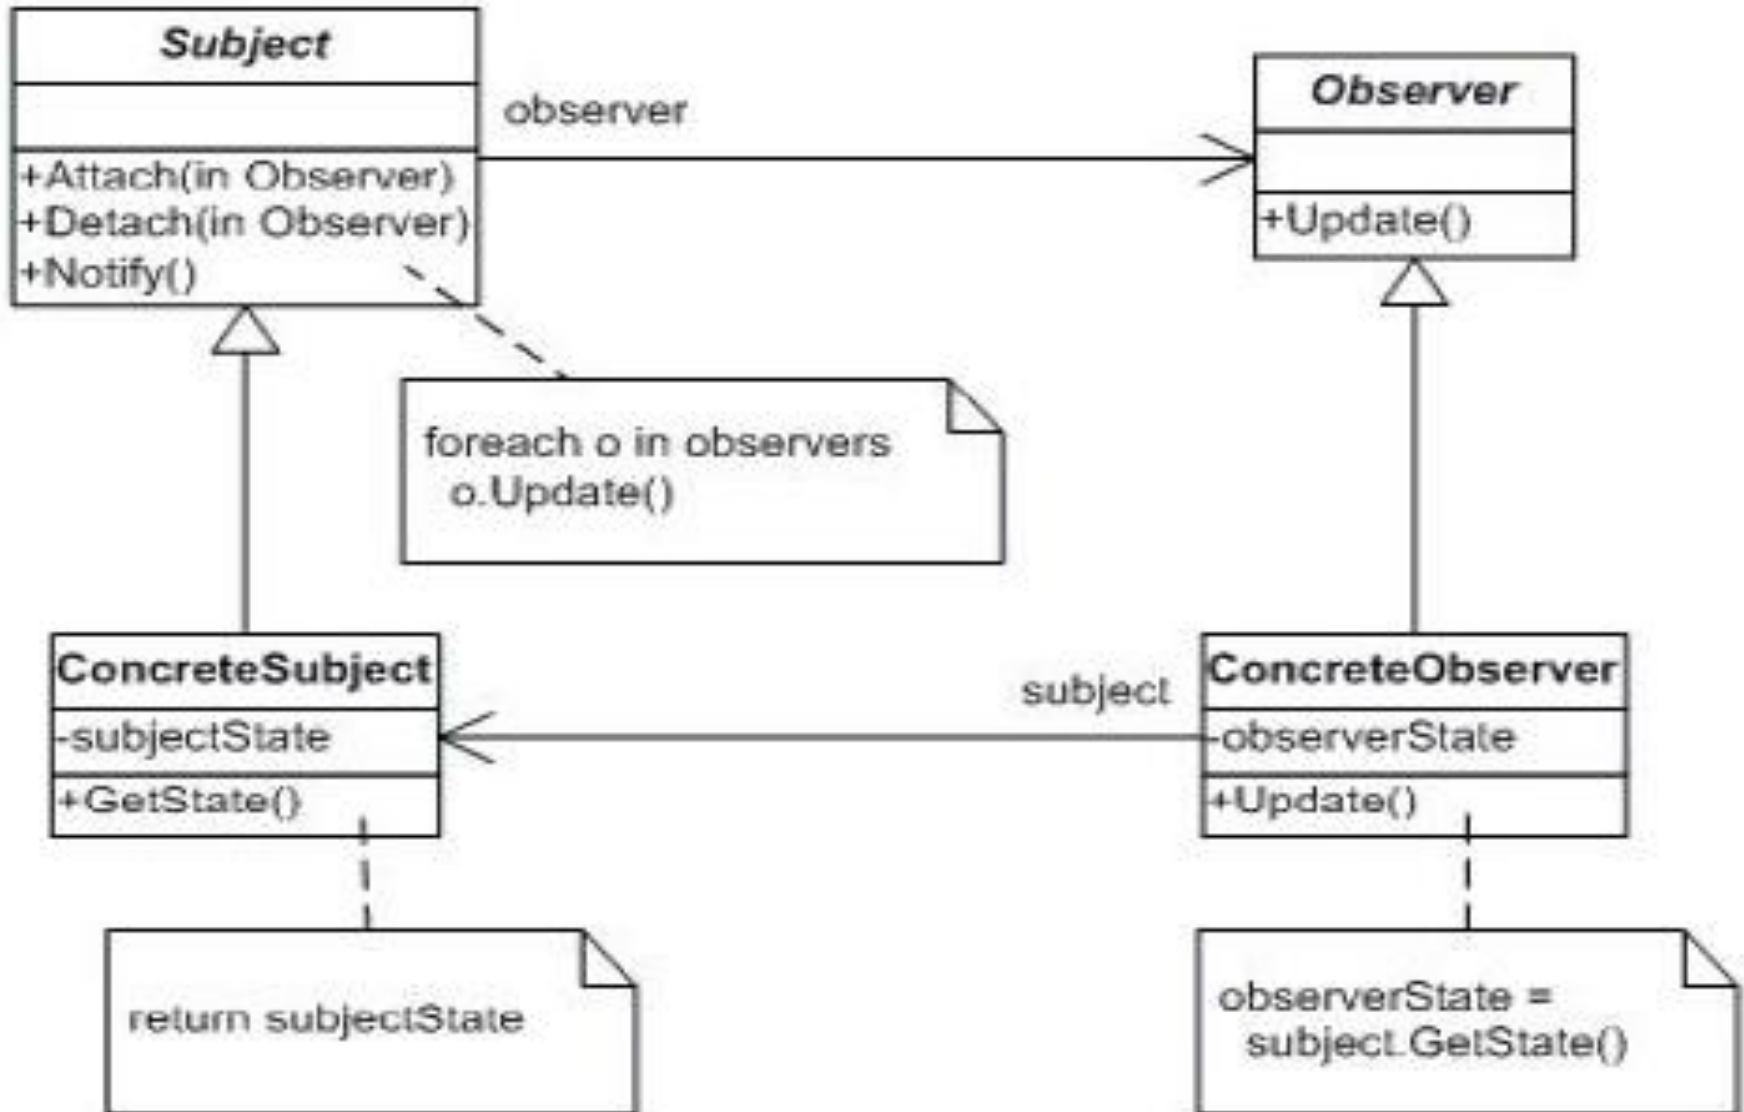 Subject
+Attach(in Observer)
+Detach(in Observer)
+Notify()
observer
Observer
+Update()
foreach o in observers
o.Update()
ConcreteSubject
-subjectState
+GetState()
subject
ConcreteObserver
-observerState
+Update()
return subjectState
observerState =
subject.GetState()